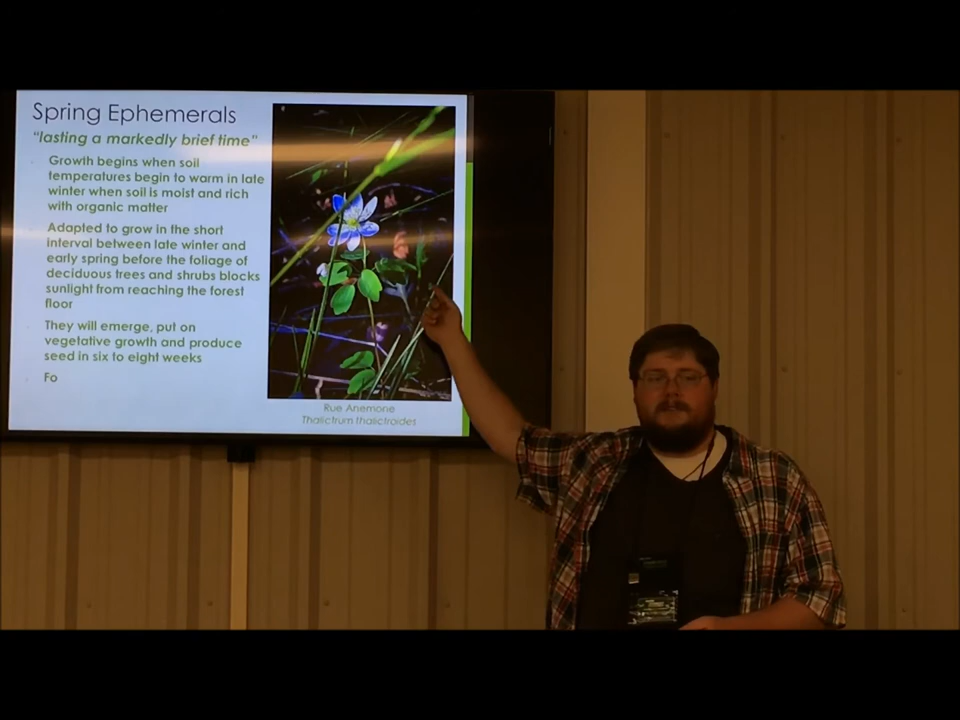 Spring Ephemerals
"lasting a markedly brief time"
Growth begins when soil
temperatures begin to warm in late
winter when soil is moist and rich
with organic matter
Adapted to grow in the short
interval between late winter and
early spring before the foliage of
deciduous trees and shrubs blocks
sunlight from reaching the forest
floor
They will emerge, put on
vegetative growth and produce
seed in six to eight weeks
Fo
Rue Anemone
Thalictrum thalictroides